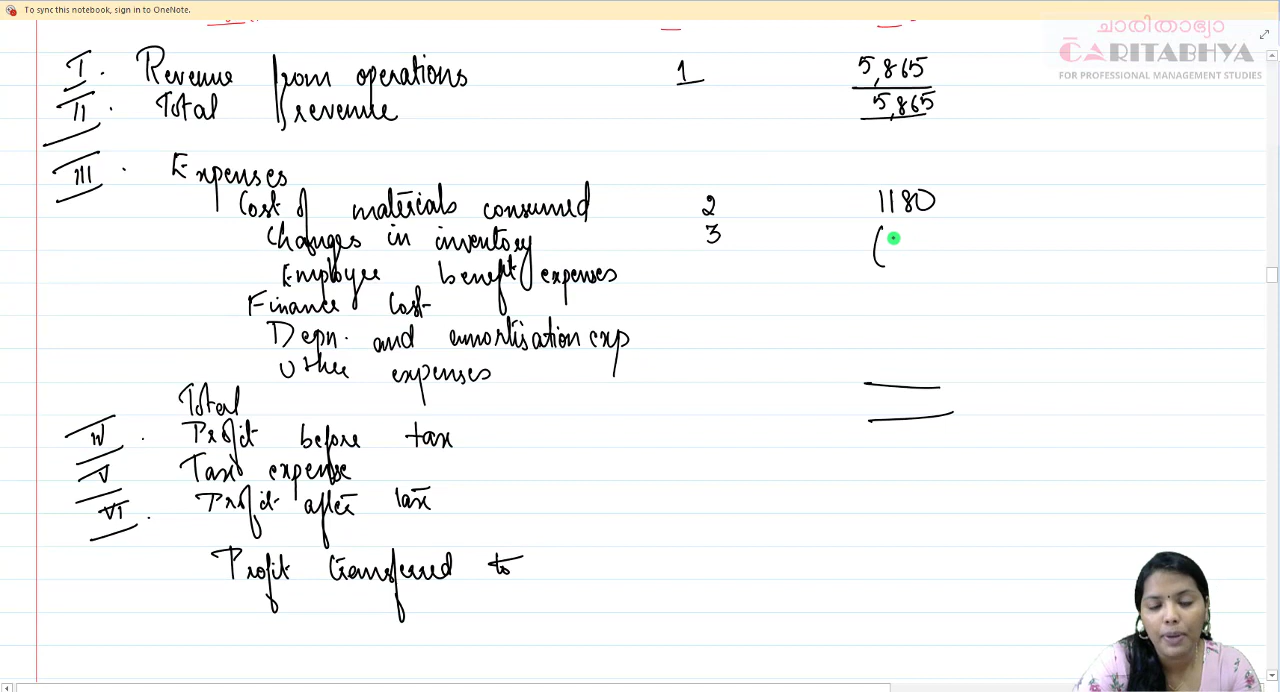 To sync this notebook, sign in to OneNote.
ചാരിതാഭ്യാ
CARITABHYA
FOR PROFESSIONAL MANAGEMENT STUDIES
I. Revenue from operations 1 5,865
II. Total revenue 5,865
III. Expenses
Cost of materials consumed 2 1180
Changes in inventory 3 (
Employee benefit expenses
Finance Cost
Depn. and amortisation exp
Other expenses
Total
IV. Profit before tax
V Tax expense
VI. Profit after tax
Profit transferred to